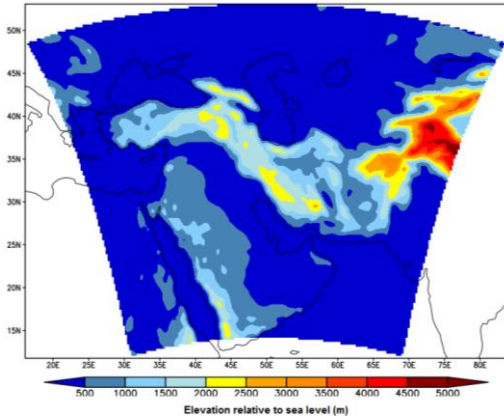 50N
45N
40N
35N
30N
25N
20N
15N
20E 25E 30E 35E 40E 45E 50E 55E 60E 65E 70E 75E 80E
500 1000 1500 2000 2500 3000 3500 4000 4500 5000
Elevation relative to sea level (m)